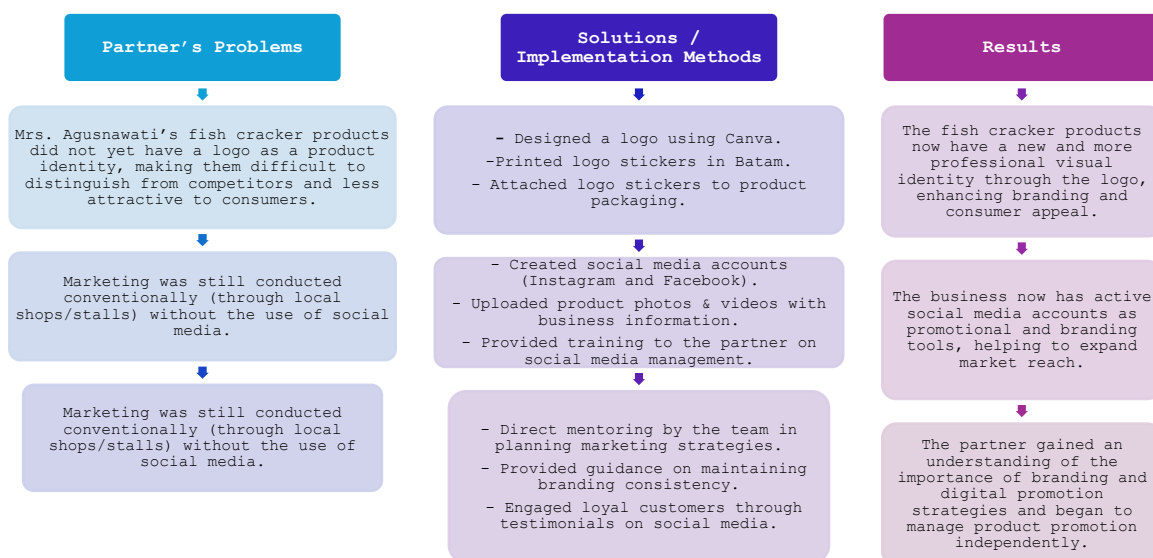 Partner’s Problems
Mrs. Agusnawati’s fish cracker products
did not yet have a logo as a product
identity, making them difficult to
distinguish from competitors and less
attractive to consumers.
Marketing was still conducted
conventionally (through local
shops/stalls) without the use of social
media.
Marketing was still conducted
conventionally (through local
shops/stalls) without the use of
social media.
Solutions /
Implementation Methods
- Designed a logo using Canva.
-Printed logo stickers in Batam.
- Attached logo stickers to product
packaging.
- Created social media accounts
(Instagram and Facebook).
- Uploaded product photos & videos with
business information.
- Provided training to the partner on
social media management.
- Direct mentoring by the team in
planning marketing strategies.
- Provided guidance on maintaining
branding consistency.
- Engaged loyal customers through
testimonials on social media.
Results
The fish cracker products
now have a new and more
professional visual
identity through the logo,
enhancing branding and
consumer appeal.
The business now has active
social media accounts as
promotional and branding
tools, helping to expand
market reach.
The partner gained an
understanding of the
importance of branding and
digital promotion
strategies and began to
manage product promotion
independently.